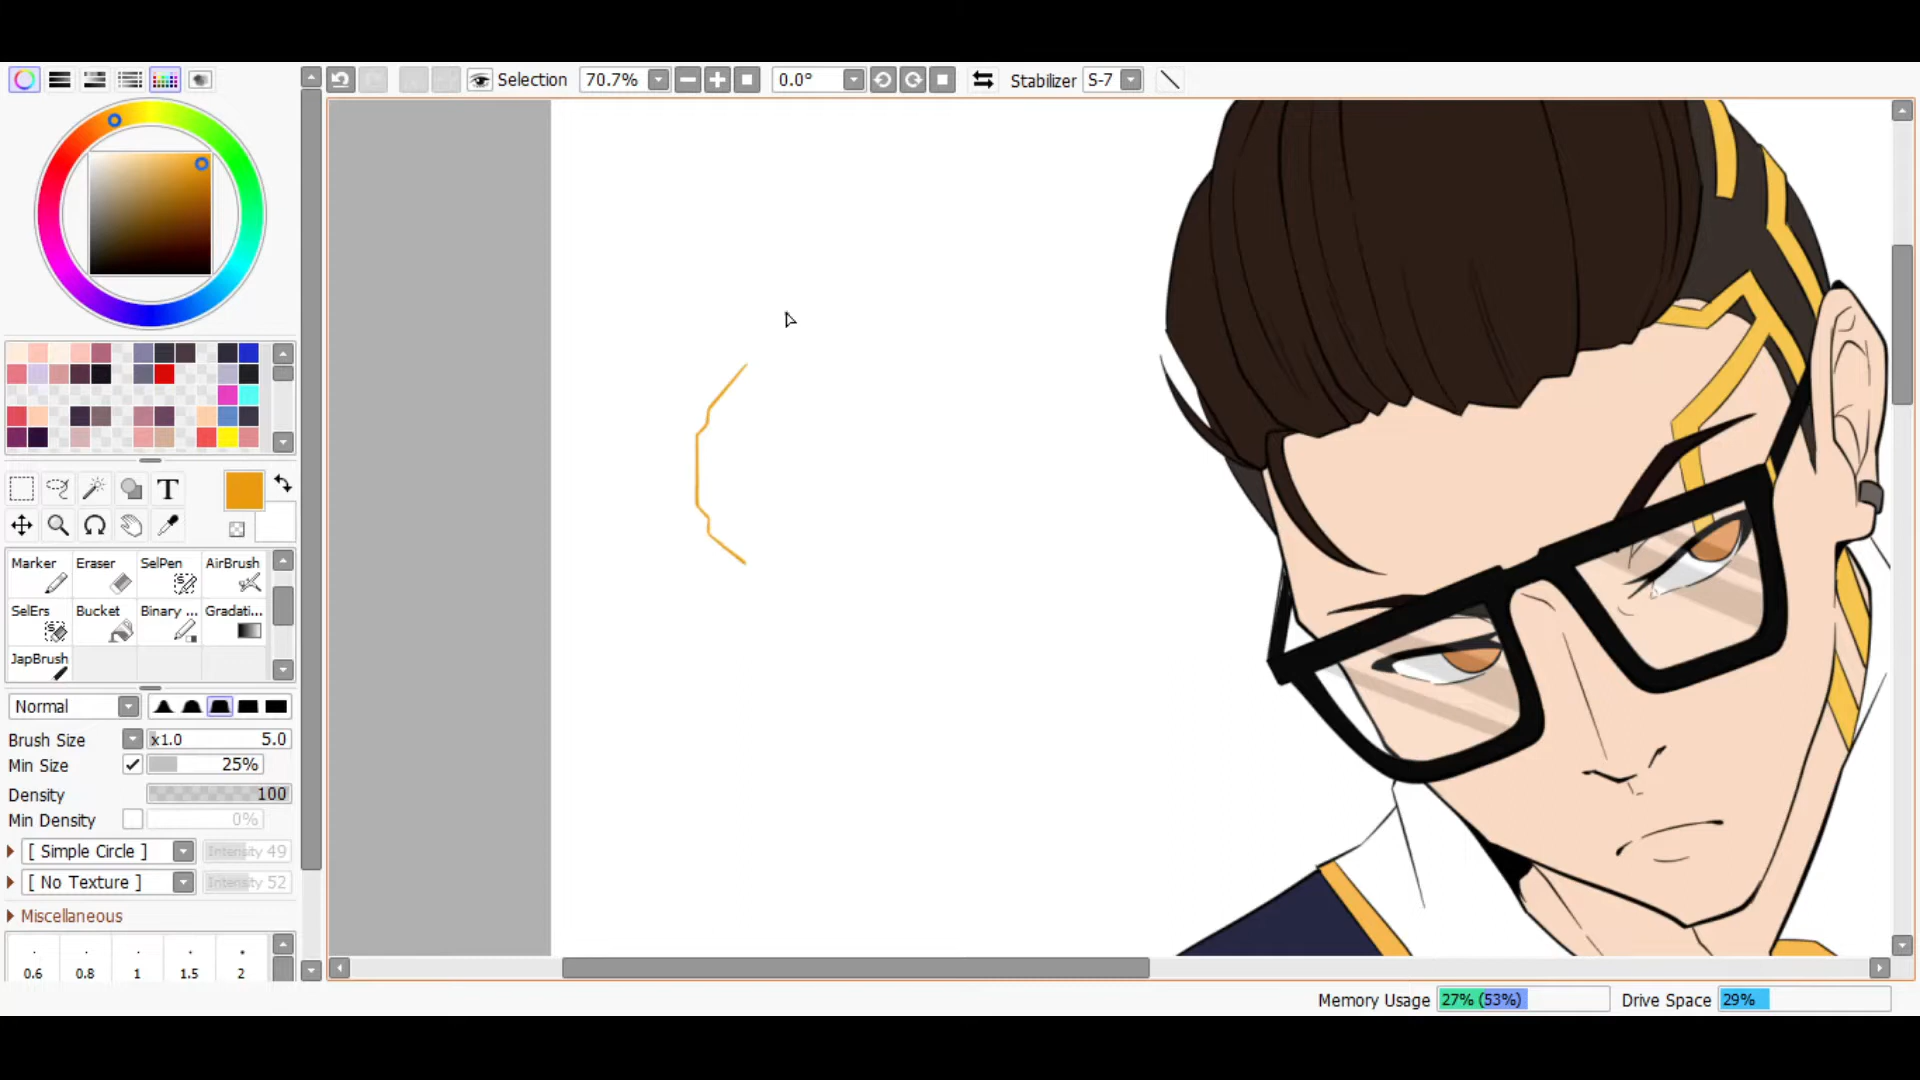 Selection 70.7% 0.0° Stabilizer S-7
T
Marker Eraser SelPen AirBrush
SelErs Bucket Binary ... Gradati...
JapBrush
Normal
Brush Size x1.0 5.0
Min Size 25%
Density 100
Min Density 0%
[ Simple Circle ] Intensity 49
[ No Texture ] Intensity 52
Miscellaneous
0.6 0.8 1 1.5 2
Memory Usage 27% (53%) Drive Space 29%